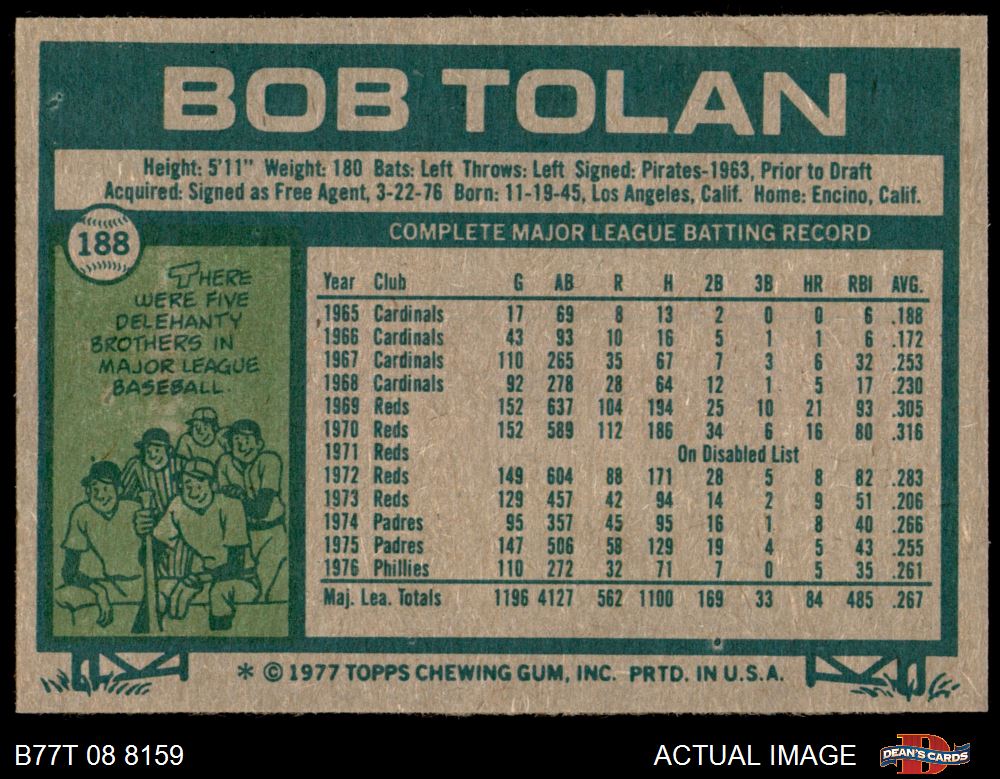 BOB TOLAN
Height: 5'11" Weight: 180 Bats: Left Throws: Left Signed: Pirates-1963, Prior to Draft
Acquired: Signed as Free Agent, 3-22-76 Born: 11-19-45, Los Angeles, Calif. Home: Encino, Calif.
188
THERE
WERE FIVE
DELEHANTY
BROTHERS IN
MAJOR LEAGUE
BASEBALL.
COMPLETE MAJOR LEAGUE BATTING RECORD
Year Club G AB R H 2B 3B HR RBI AVG.
1965 Cardinals 17 69 8 13 2 0 0 6 .188
1966 Cardinals 43 93 10 16 5 1 1 6 .172
1967 Cardinals 110 265 35 67 7 3 6 32 .253
1968 Cardinals 92 278 28 64 12 1 5 17 .230
1969 Reds 152 637 104 194 25 10 21 93 .305
1970 Reds 152 589 112 186 34 6 16 80 .316
1971 Reds On Disabled List
1972 Reds 149 604 88 171 28 5 8 82 .283
1973 Reds 129 457 42 94 14 2 9 51 .206
1974 Padres 95 357 45 95 16 1 8 40 .266
1975 Padres 147 506 58 129 19 4 5 43 .255
1976 Phillies 110 272 32 71 7 0 5 35 .261
Maj. Lea. Totals 1196 4127 562 1100 169 33 84 485 .267
* © 1977 TOPPS CHEWING GUM, INC. PRTD. IN U.S.A.
B77T 08 8159
ACTUAL IMAGE
DEAN'S CARDS